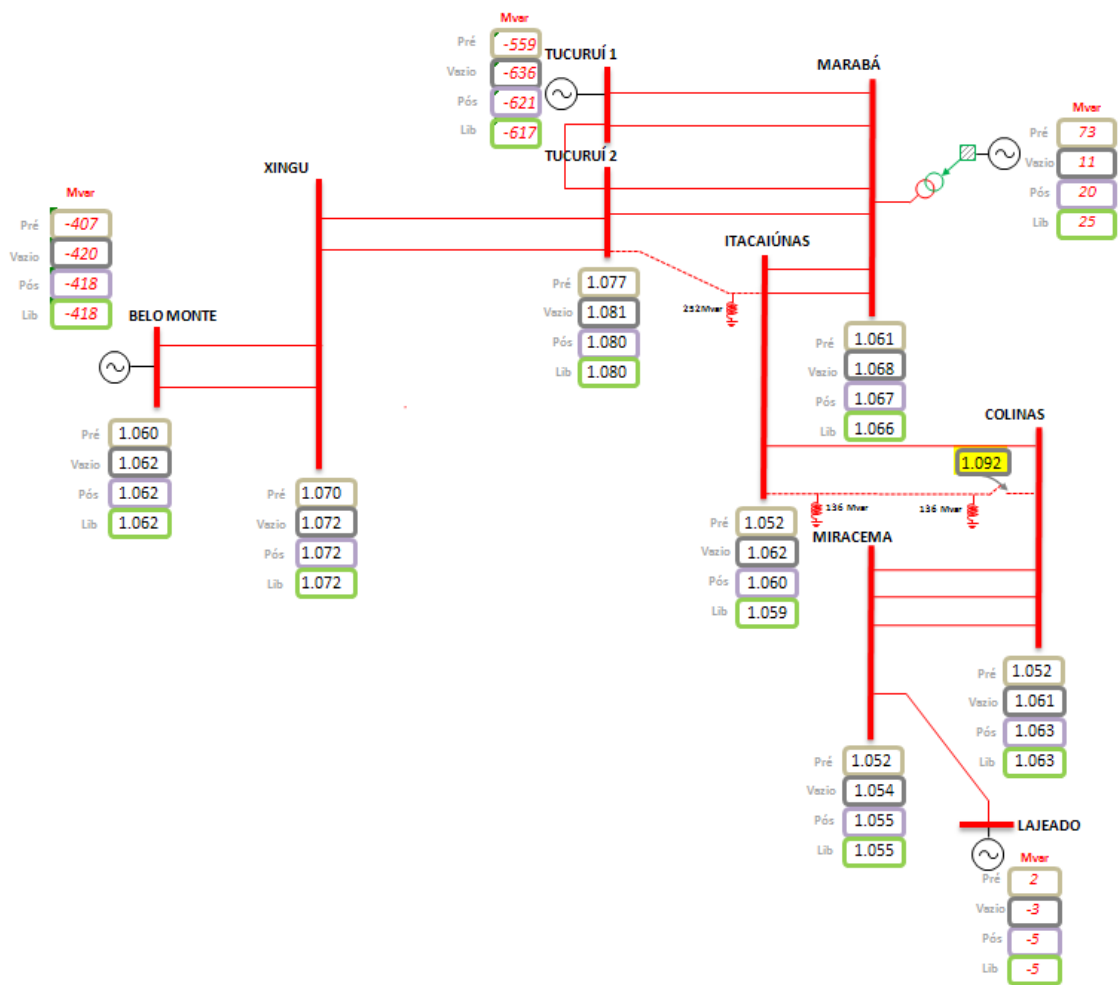 Mvar
Pré -559
Vazio -636
Pós -621
Lib -617
TUCURUÍ 1
MARABÁ
Mvar
Pré 73
Vazio 11
Pós 20
Lib 25
TUCURUÍ 2
XINGU
Mvar
Pré -407
Vazio -420
Pós -418
Lib -418
BELO MONTE
ITACAIÚNAS
252Mvar
Pré 1.077
Vazio 1.081
Pós 1.080
Lib 1.080
Pré 1.061
Vazio 1.068
Pós 1.067
Lib 1.066
COLINAS
1.092
Pré 1.060
Vazio 1.062
Pós 1.062
Lib 1.062
Pré 1.070
Vazio 1.072
Pós 1.072
Lib 1.072
136 Mvar
136 Mvar
Pré 1.052
Vazio 1.062
Pós 1.060
Lib 1.059
MIRACEMA
Pré 1.052
Vazio 1.061
Pós 1.063
Lib 1.063
Pré 1.052
Vazio 1.054
Pós 1.055
Lib 1.055
LAJEADO
Mvar
Pré 2
Vazio -3
Pós -5
Lib -5